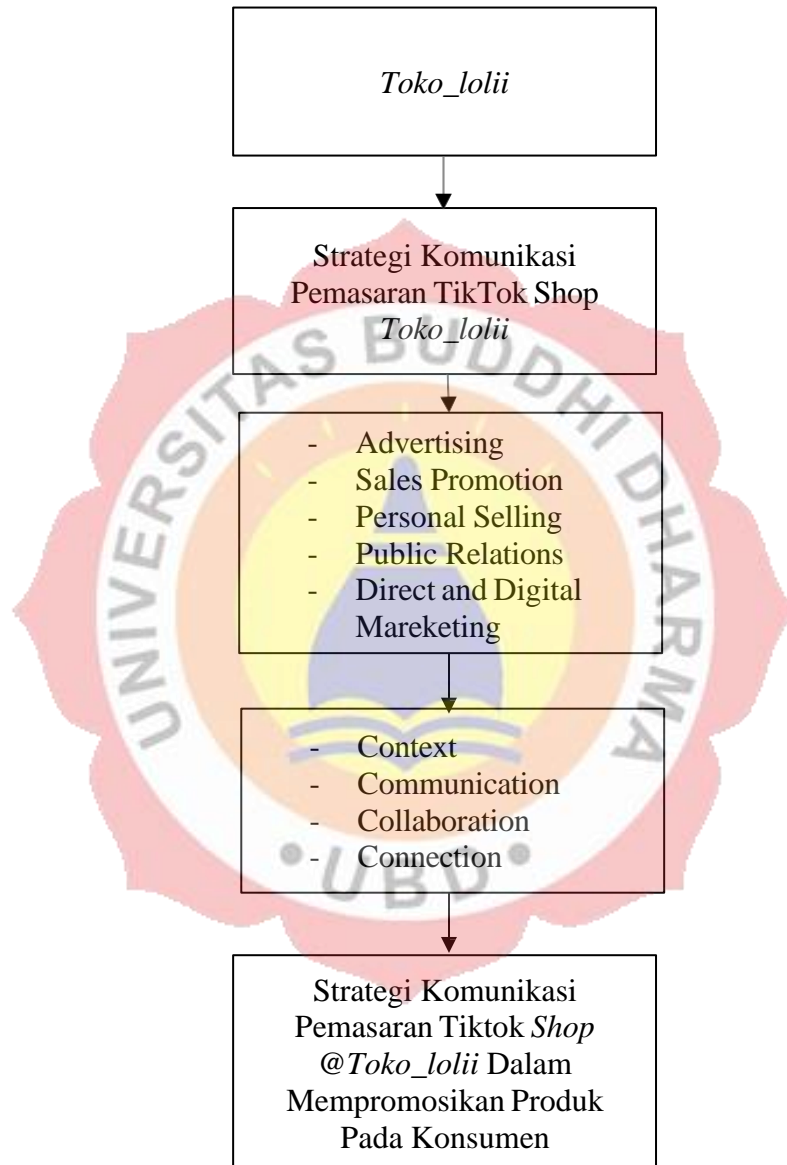 Toko_lolii
Strategi Komunikasi
Pemasaran TikTok Shop
Toko_lolii
- Advertising
- Sales Promotion
- Personal Selling
- Public Relations
- Direct and Digital
Mareketing
- Context
- Communication
- Collaboration
- Connection
Strategi Komunikasi
Pemasaran Tiktok Shop
@Toko_lolii Dalam
Mempromosikan Produk
Pada Konsumen
UNIVERSITAS BUDDHI DHARMA
• UBD •